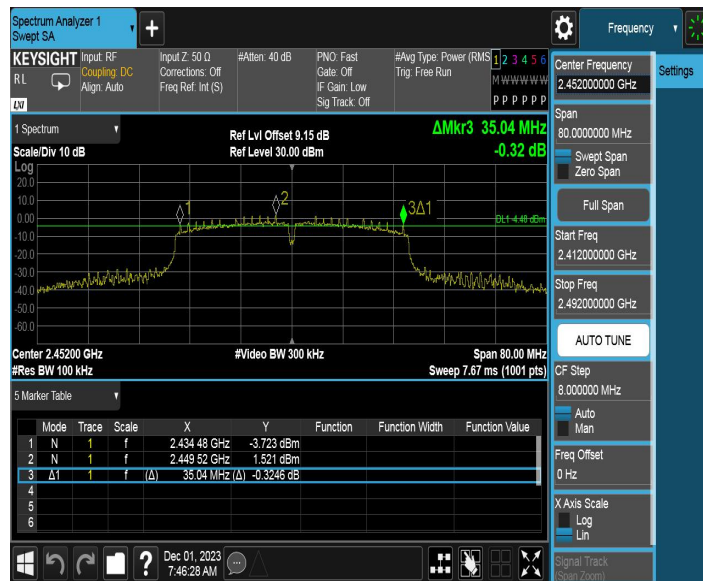 Spectrum Analyzer 1
Swept SA
+
Frequency
KEYSIGHT
RL
LXI
Input: RF
Coupling: DC
Align: Auto
Input Z: 50 Ω
Corrections: Off
Freq Ref: Int (S)
#Atten: 40 dB
PNO: Fast
Gate: Off
IF Gain: Low
Sig Track: Off
#Avg Type: Power (RMS
Trig: Free Run
1 2 3 4 5 6
M W W W W W
P P P P P P
Center Frequency
2.452000000 GHz
Settings
Span
80.0000000 MHz
Swept Span
Zero Span
Full Span
Start Freq
2.412000000 GHz
Stop Freq
2.492000000 GHz
AUTO TUNE
CF Step
8.000000 MHz
Auto
Man
Freq Offset
0 Hz
X Axis Scale
Log
Lin
Signal Track
(Span Zoom)
1 Spectrum
Scale/Div 10 dB
Ref Lvl Offset 9.15 dB
Ref Level 30.00 dBm
ΔMkr3 35.04 MHz
-0.32 dB
Log
20.0
10.0
0.00
-10.0
-20.0
-30.0
-40.0
-50.0
-60.0
1
2
3Δ1
DL1 -4.48 dBm
Center 2.45200 GHz
#Video BW 300 kHz
Span 80.00 MHz
#Res BW 100 kHz
Sweep 7.67 ms (1001 pts)
5 Marker Table
Mode Trace Scale X Y Function Function Width Function Value
1 N 1 f 2.434 48 GHz -3.723 dBm
2 N 1 f 2.449 52 GHz 1.521 dBm
3 Δ1 1 f (Δ) 35.04 MHz (Δ) -0.3246 dB
4
5
6
?
Dec 01, 2023
7:46:28 AM